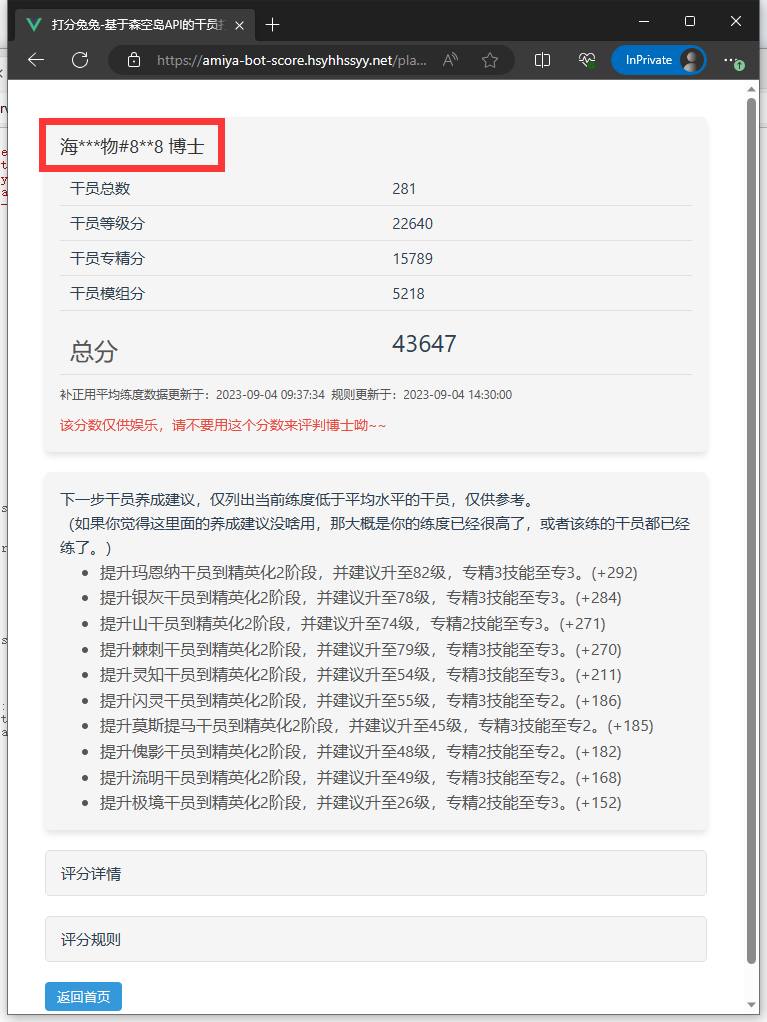 打分兔兔-基于森空岛API的干员
https://amiya-bot-score.hsyhhssyy.net/pla...
InPrivate
海***物#8**8 博士
干员总数 281
干员等级分 22640
干员专精分 15789
干员模组分 5218
总分 43647
补正用平均练度数据更新于：2023-09-04 09:37:34 规则更新于：2023-09-04 14:30:00
该分数仅供娱乐，请不要用这个分数来评判博士呦~~
下一步干员养成建议，仅列出当前练度低于平均水平的干员，仅供参考。
（如果你觉得这里面的养成建议没啥用，那大概是你的练度已经很高了，或者该练的干员都已经
练了。）
提升玛恩纳干员到精英化2阶段，并建议升至82级，专精3技能至专3。(+292)
提升银灰干员到精英化2阶段，并建议升至78级，专精3技能至专3。(+284)
提升山干员到精英化2阶段，并建议升至74级，专精2技能至专3。(+271)
提升棘刺干员到精英化2阶段，并建议升至79级，专精3技能至专3。(+270)
提升灵知干员到精英化2阶段，并建议升至54级，专精3技能至专3。(+211)
提升闪灵干员到精英化2阶段，并建议升至55级，专精3技能至专2。(+186)
提升莫斯提马干员到精英化2阶段，并建议升至45级，专精3技能至专2。(+185)
提升傀影干员到精英化2阶段，并建议升至48级，专精2技能至专2。(+182)
提升流明干员到精英化2阶段，并建议升至49级，专精3技能至专2。(+168)
提升极境干员到精英化2阶段，并建议升至26级，专精2技能至专3。(+152)
评分详情
评分规则
返回首页